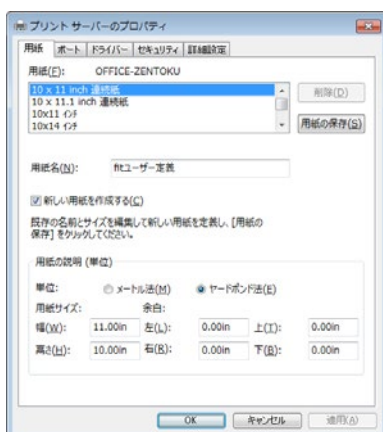 プリント サーバーのプロパティ
用紙 ポート ドライバー セキュリティ 詳細設定
用紙(F): OFFICE-ZENTOKU
10 x 11 inch 連続紙
10 x 11.1 inch 連続紙
10x11 インチ
10x14 インチ
削除(D)
用紙の保存(S)
用紙名(N): fitユーザー定義
新しい用紙を作成する(C)
既存の名前とサイズを編集して新しい用紙を定義し、[用紙の
保存] をクリックしてください。
用紙の説明 (単位)
単位: メートル法(M) ヤードポンド法(E)
用紙サイズ: 余白:
幅(W): 11.00in 左(L): 0.00in 上(T): 0.00in
高さ(H): 10.00in 右(R): 0.00in 下(B): 0.00in
OK キャンセル 適用(A)